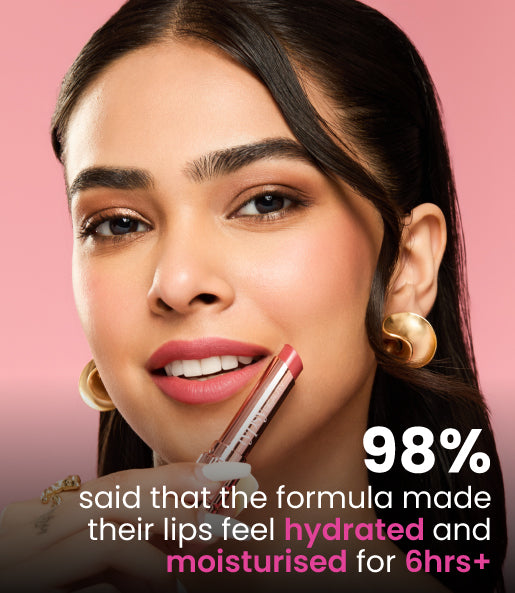 98%
said that the formula made
their lips feel hydrated and
moisturised for 6hrs+